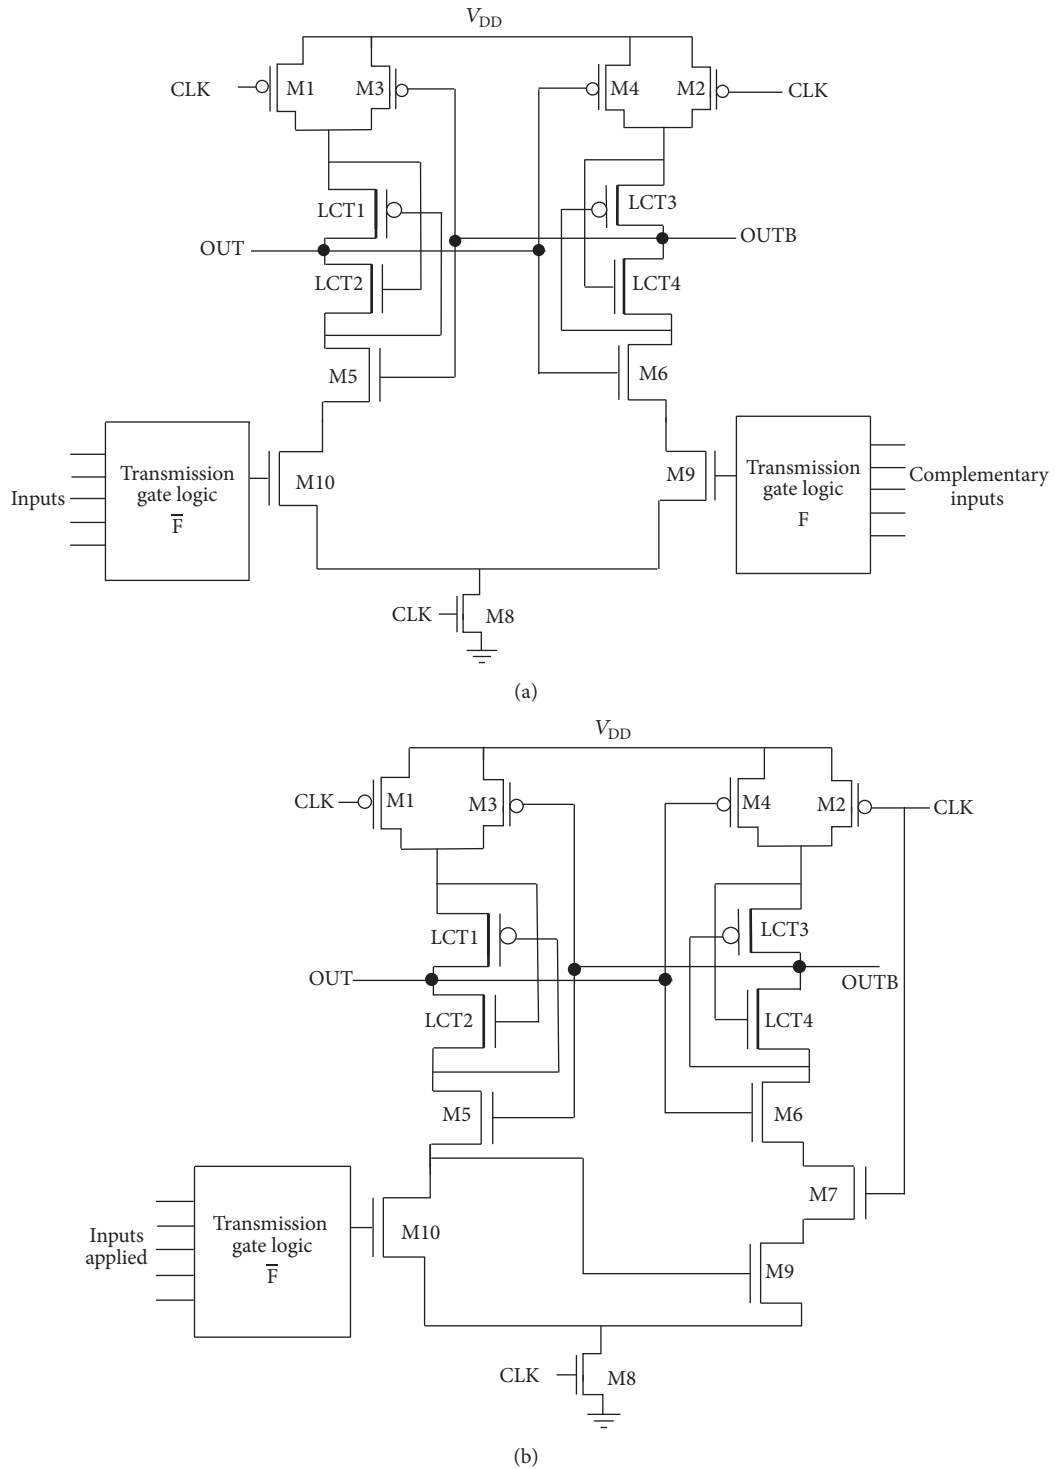 V_DD
CLK
M1
M3
M4
M2
CLK
LCT1
LCT3
OUT
OUTB
LCT2
LCT4
M5
M6
Inputs
Transmission
gate logic
F̅
M10
M9
Transmission
gate logic
F
Complementary
inputs
CLK
M8
(a)
V_DD
CLK
M1
M3
M4
M2
CLK
LCT1
LCT3
OUT
OUTB
LCT2
LCT4
M5
M6
M7
Inputs
applied
Transmission
gate logic
F̅
M10
M9
CLK
M8
(b)